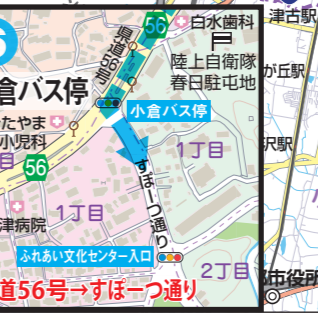 6
56
白水歯科
陸上自衛隊
春日駐屯地
県道56号
倉バス停
小倉バス停
たやま
小児科
目
56
すぽーつ通り
1丁目
1丁目
津病院
ふれあい文化センター入口
2丁目
道56号→すぽーつ通り
津古駅
が丘駅
沢駅
市役所